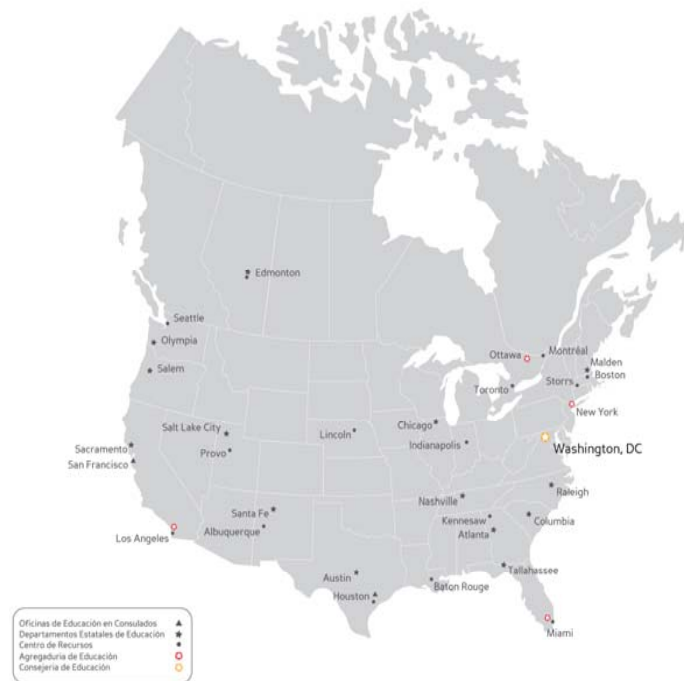 Edmonton
Seattle
Olympia
Salem
Ottawa
Montréal
Malden
Boston
Toronto
Storrs
New York
Salt Lake City
Lincoln
Chicago
Indianapolis
Washington, DC
Sacramento
Provo
San Francisco
Nashville
Raleigh
Santa Fe
Kennesaw
Columbia
Albuquerque
Atlanta
Los Angeles
Austin
Tallahassee
Baton Rouge
Houston
Miami
Oficinas de Educación en Consulados
Departamentos Estatales de Educación
Centro de Recursos
Agregaduría de Educación
Consejería de Educación